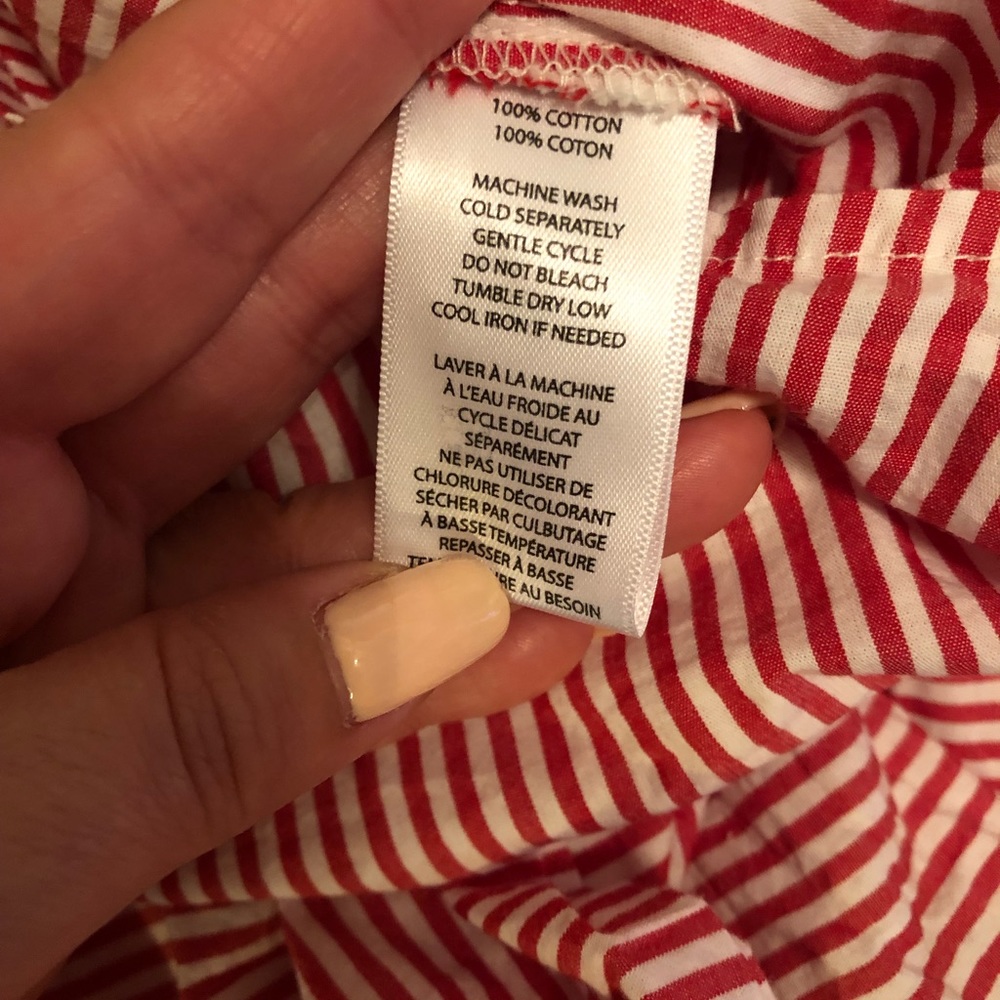 100% COTTON
100% COTON
MACHINE WASH
COLD SEPARATELY
GENTLE CYCLE
DO NOT BLEACH
TUMBLE DRY LOW
COOL IRON IF NEEDED
LAVER À LA MACHINE
À L'EAU FROIDE AU
CYCLE DÉLICAT
SÉPARÉMENT
NE PAS UTILISER DE
CHLORURE DÉCOLORANT
SÉCHER PAR CULBUTAGE
À BASSE TEMPÉRATURE
REPASSER À BASSE
AU BESOIN